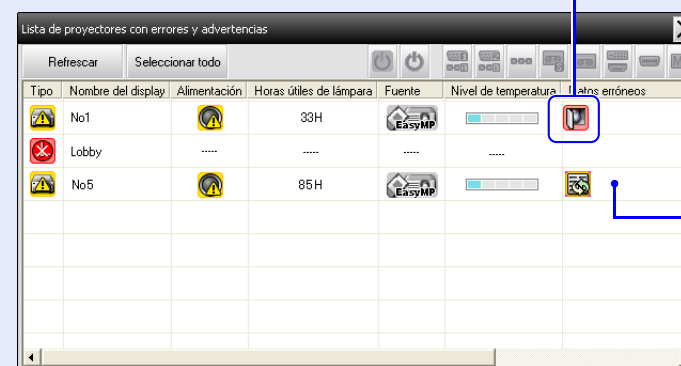 Lista de proyectores con errores y advertencias
Refrescar Seleccionar todo
Tipo Nombre del display Alimentación Horas útiles de lámpara Fuente Nivel de temperatura Datos erróneos
No1 33H EasyMP
Lobby ----- ----- ----- -----
No5 85H EasyMP